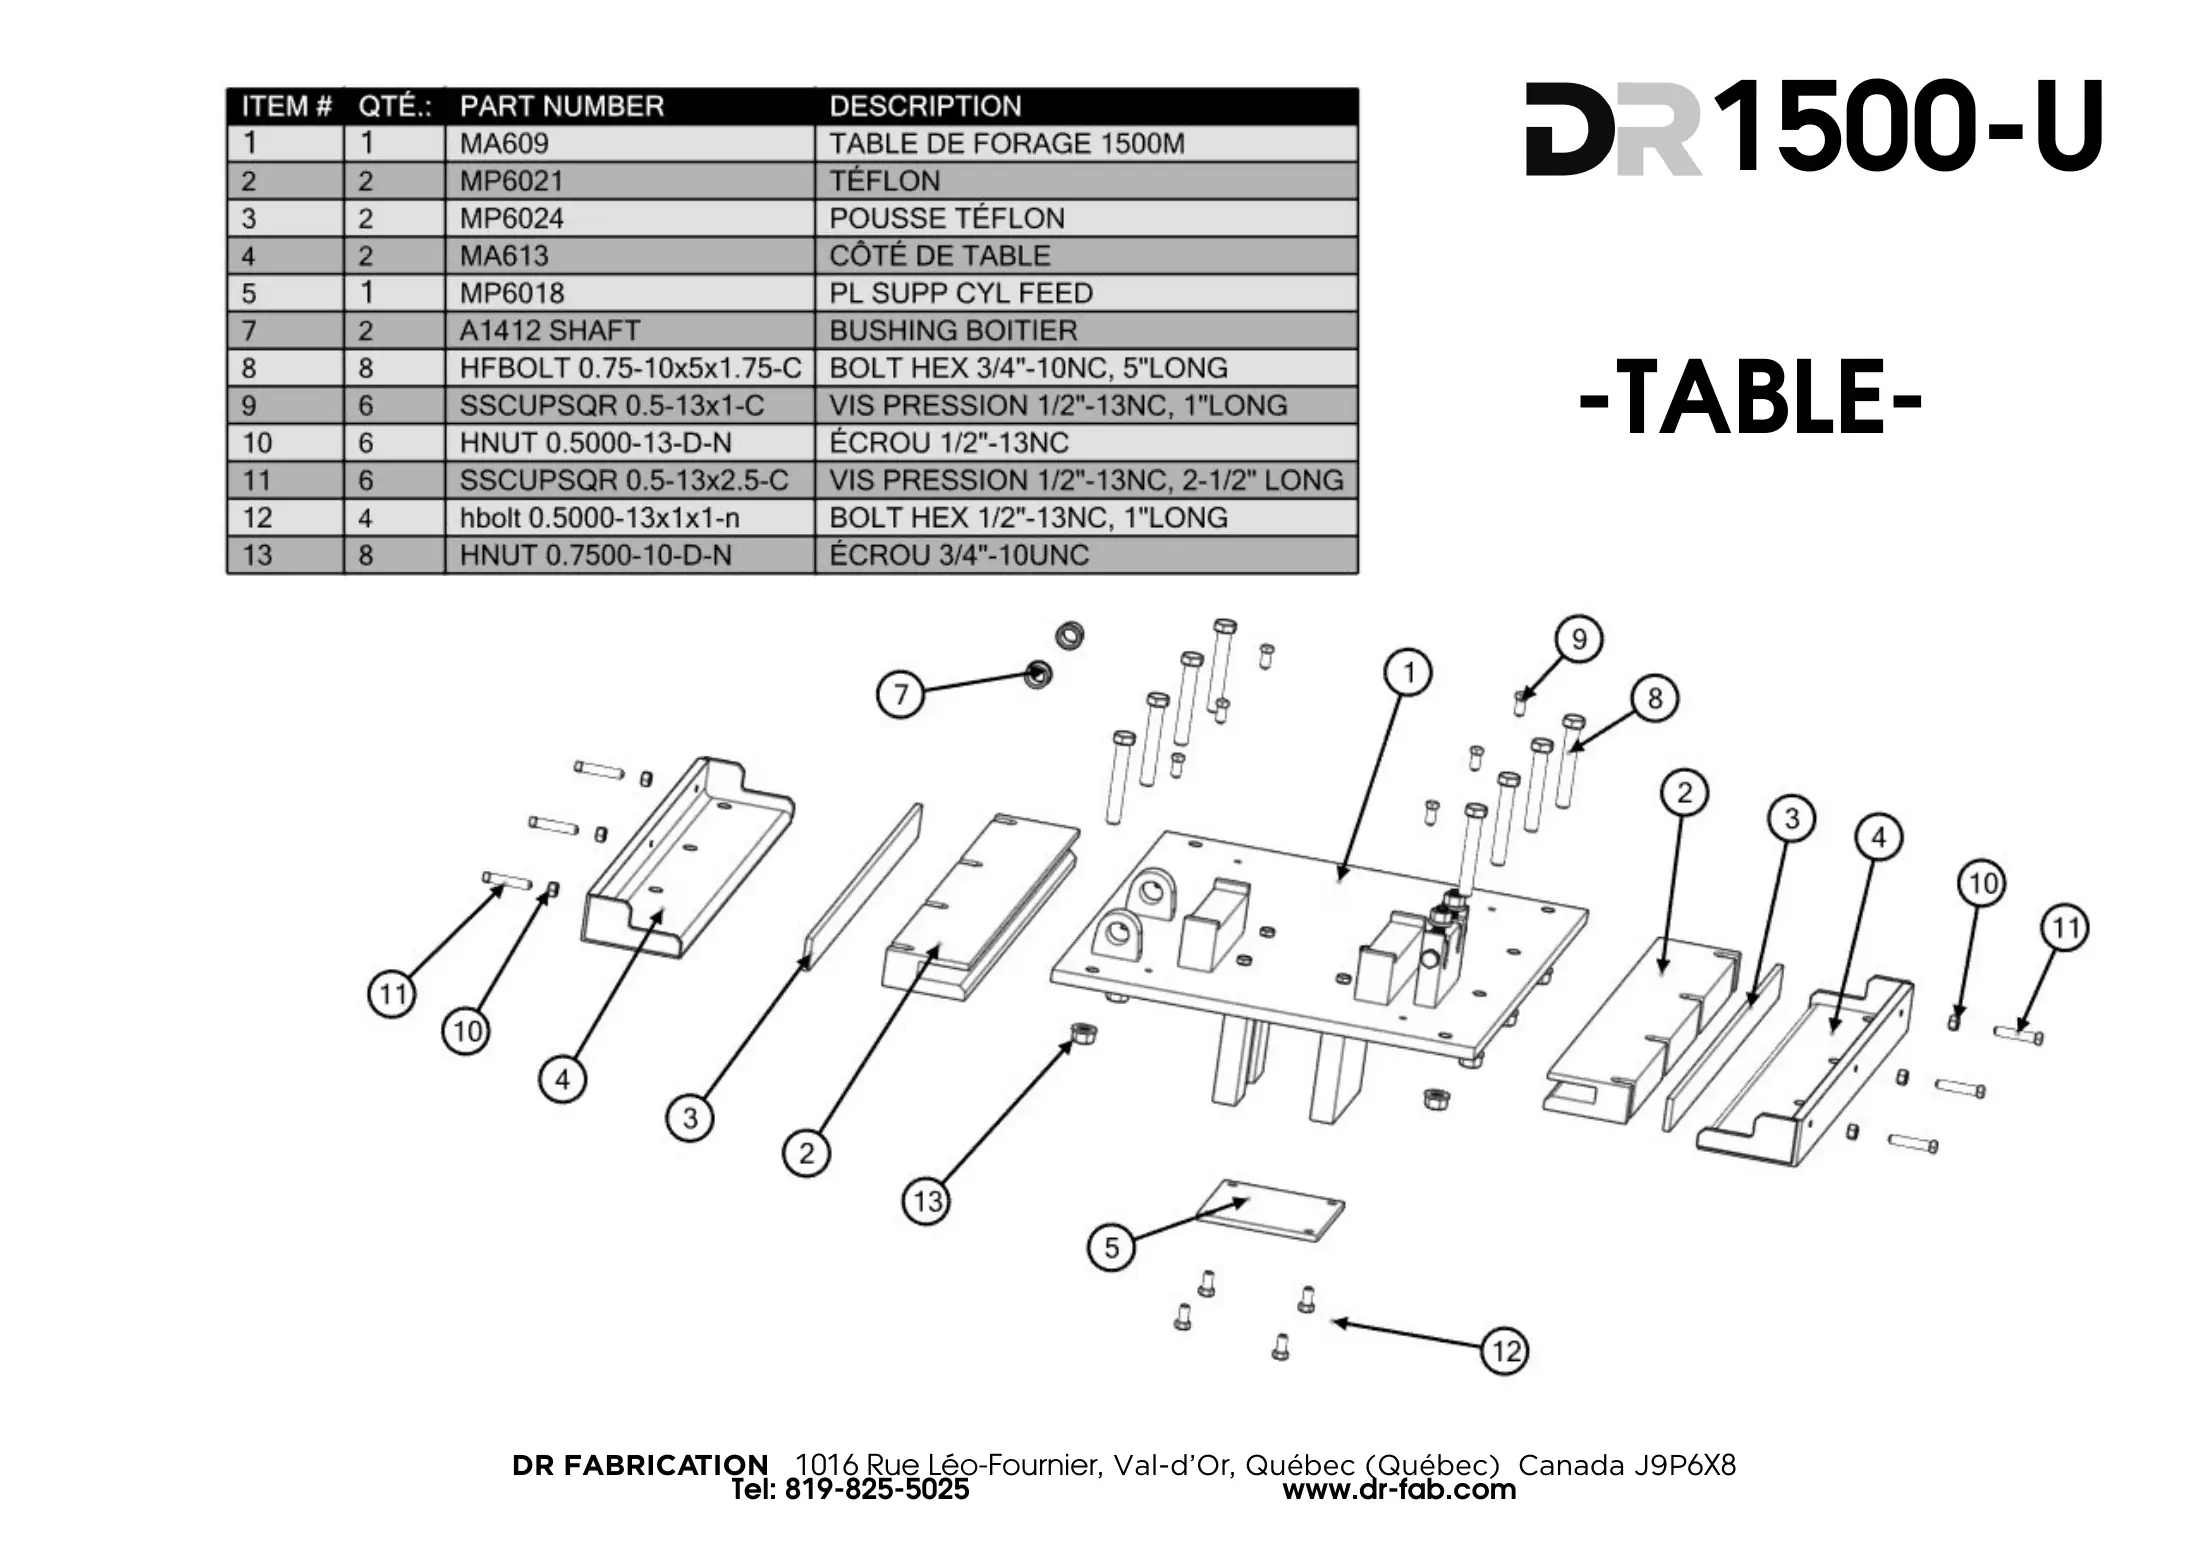 DR1500-U
-TABLE-
ITEM # QTÉ.: PART NUMBER DESCRIPTION
1 1 MA609 TABLE DE FORAGE 1500M
2 2 MP6021 TÉFLON
3 2 MP6024 POUSSE TÉFLON
4 2 MA613 CÔTÉ DE TABLE
5 1 MP6018 PL SUPP CYL FEED
7 2 A1412 SHAFT BUSHING BOITIER
8 8 HFBOLT 0.75-10x5x1.75-C BOLT HEX 3/4"-10NC, 5"LONG
9 6 SSCUPSQR 0.5-13x1-C VIS PRESSION 1/2"-13NC, 1"LONG
10 6 HNUT 0.5000-13-D-N ÉCROU 1/2"-13NC
11 6 SSCUPSQR 0.5-13x2.5-C VIS PRESSION 1/2"-13NC, 2-1/2" LONG
12 4 hbolt 0.5000-13x1x1-n BOLT HEX 1/2"-13NC, 1"LONG
13 8 HNUT 0.7500-10-D-N ÉCROU 3/4"-10UNC
9
1
7
8
2
3
4
10
11
11
10
4
3
2
13
5
12
DR FABRICATION 1016 Rue Léo-Fournier, Val-d'Or, Québec (Québec) Canada J9P6X8
Tel: 819-825-5025 www.dr-fab.com